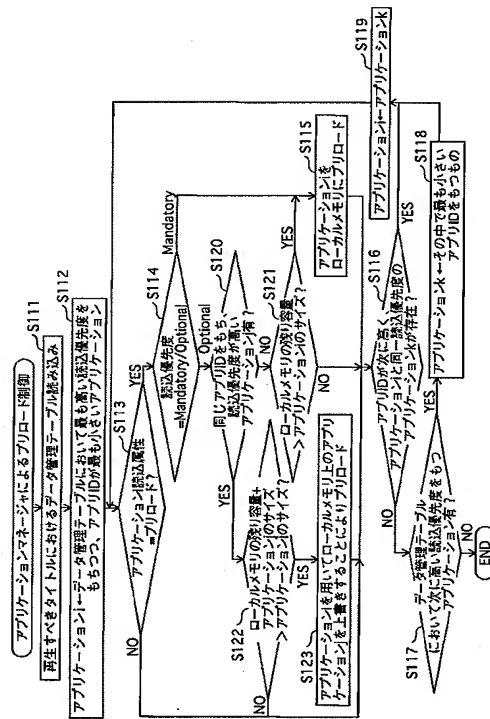 アプリケーションマネージャによるプリロード制御
S111
再生すべきタイトルにおけるデータ管理テーブル読み込み
S112
アプリケーションi←データ管理テーブルにおいて最も高い読込優先度を
もちつつ、アプリIDが最も小さいアプリケーション
S113
アプリケーションi読込属性
=プリロード?
YES
NO
S114
読込優先度
=Mandatory/Optional
Mandatory
Optional
S120
同じアプリIDをもち、
読込優先度が高い
アプリケーション有?
YES
NO
S121
ローカルメモリの残り容量
>アプリケーションiのサイズ?
YES
NO
S115
アプリケーションiを
ローカルメモリにプリロード
S122
ローカルメモリの残り容量+
アプリケーションjのサイズ
>アプリケーションiのサイズ?
NO
YES
S123
アプリケーションiを用いてローカルメモリ上のアプリ
ケーションjを上書きすることによりプリロード
S116
アプリIDが次に高く、
アプリケーションiと同一読込優先度の
アプリケーションkが存在?
YES
NO
S119
アプリケーションi←アプリケーションk
S117
データ管理テーブル
において次に高い読込優先度をもつ
アプリケーション有?
YES
NO
S118
アプリケーションk←その中で最も小さい
アプリIDをもつもの
END